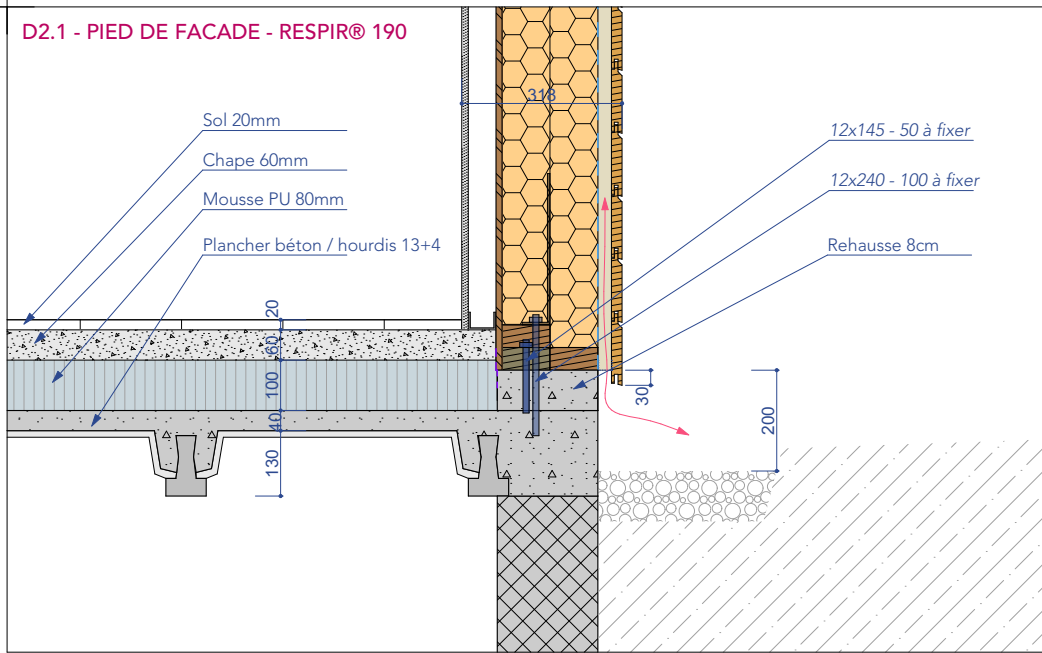 D2.1 - PIED DE FACADE - RESPIR® 190
318
Sol 20mm
Chape 60mm
Mousse PU 80mm
Plancher béton / hourdis 13+4
12x145 - 50 à fixer
12x240 - 100 à fixer
Rehausse 8cm
20
60
100
40
130
30
200